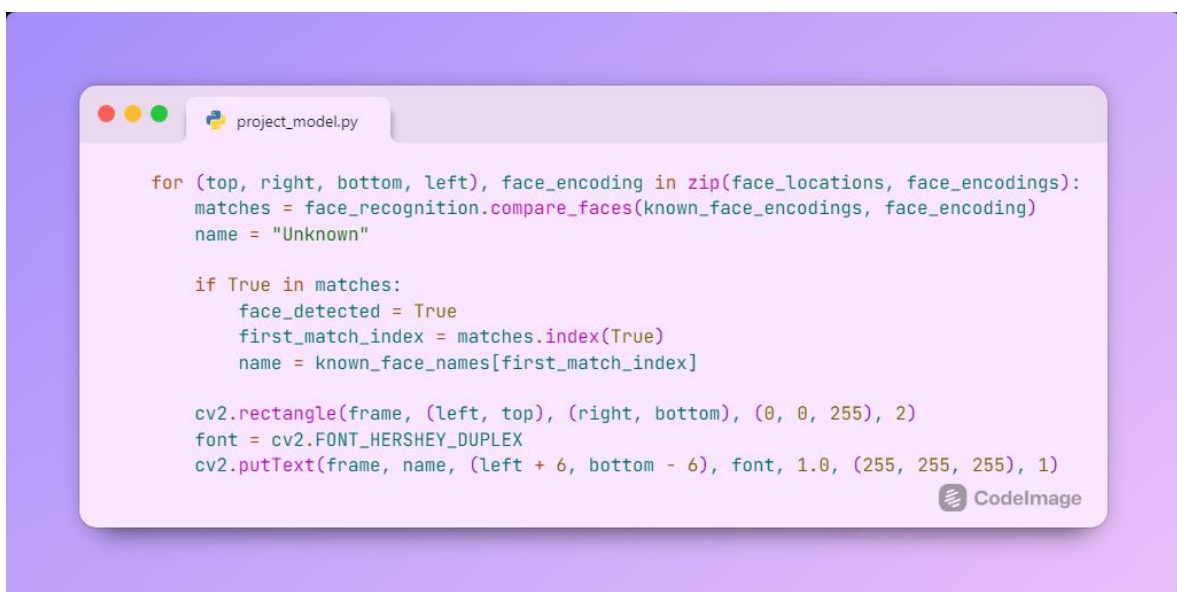 project_model.py
for (top, right, bottom, left), face_encoding in zip(face_locations, face_encodings):
matches = face_recognition.compare_faces(known_face_encodings, face_encoding)
name = "Unknown"
if True in matches:
face_detected = True
first_match_index = matches.index(True)
name = known_face_names[first_match_index]
cv2.rectangle(frame, (left, top), (right, bottom), (0, 0, 255), 2)
font = cv2.FONT_HERSHEY_DUPLEX
cv2.putText(frame, name, (left + 6, bottom - 6), font, 1.0, (255, 255, 255), 1)
CodeImage